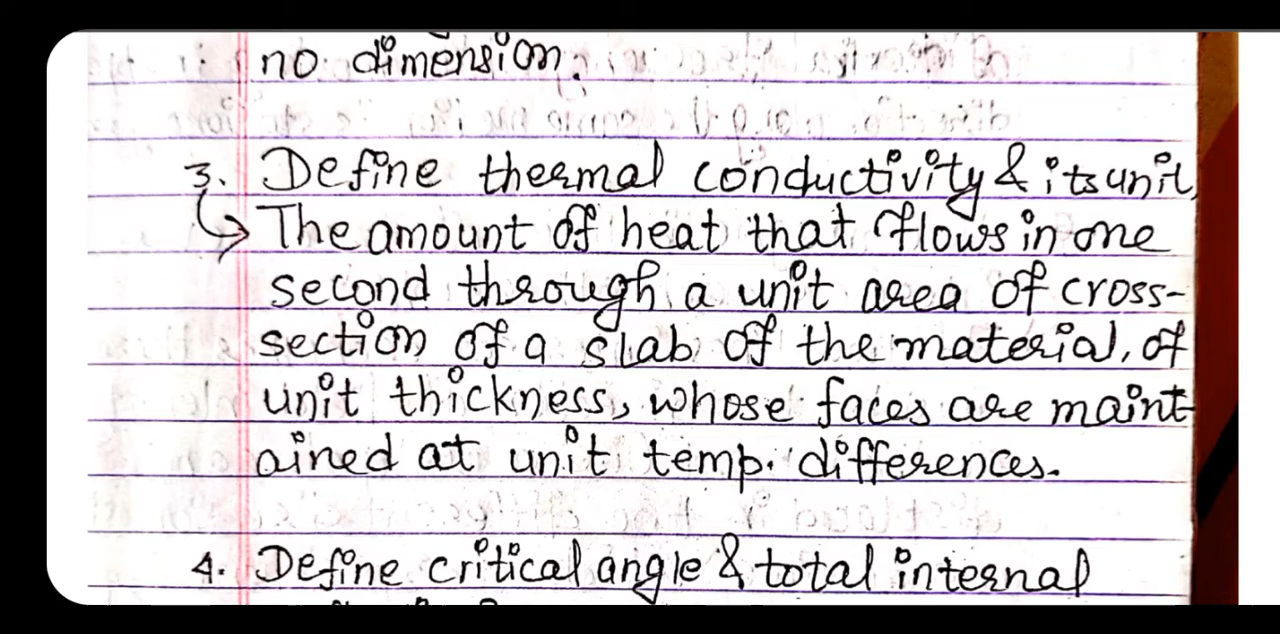 no dimension.
3. Define thermal conductivity & its unit,
↳ The amount of heat that flows in one
second through a unit area of cross-
section of a slab of the material, of
unit thickness, whose faces are maint-
ained at unit temp. differences.
4. Define critical angle & total internal